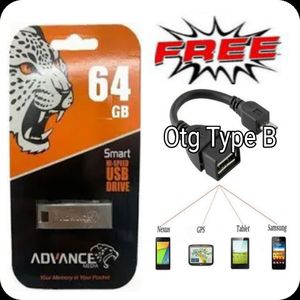 FREE
64
GB
Smart
HI-SPEED
USB
DRIVE
Otg Type B
ADVANCE
MEDIA
Your Memory in Your Pocket
Nexus
GPS
Tablet
Samsung